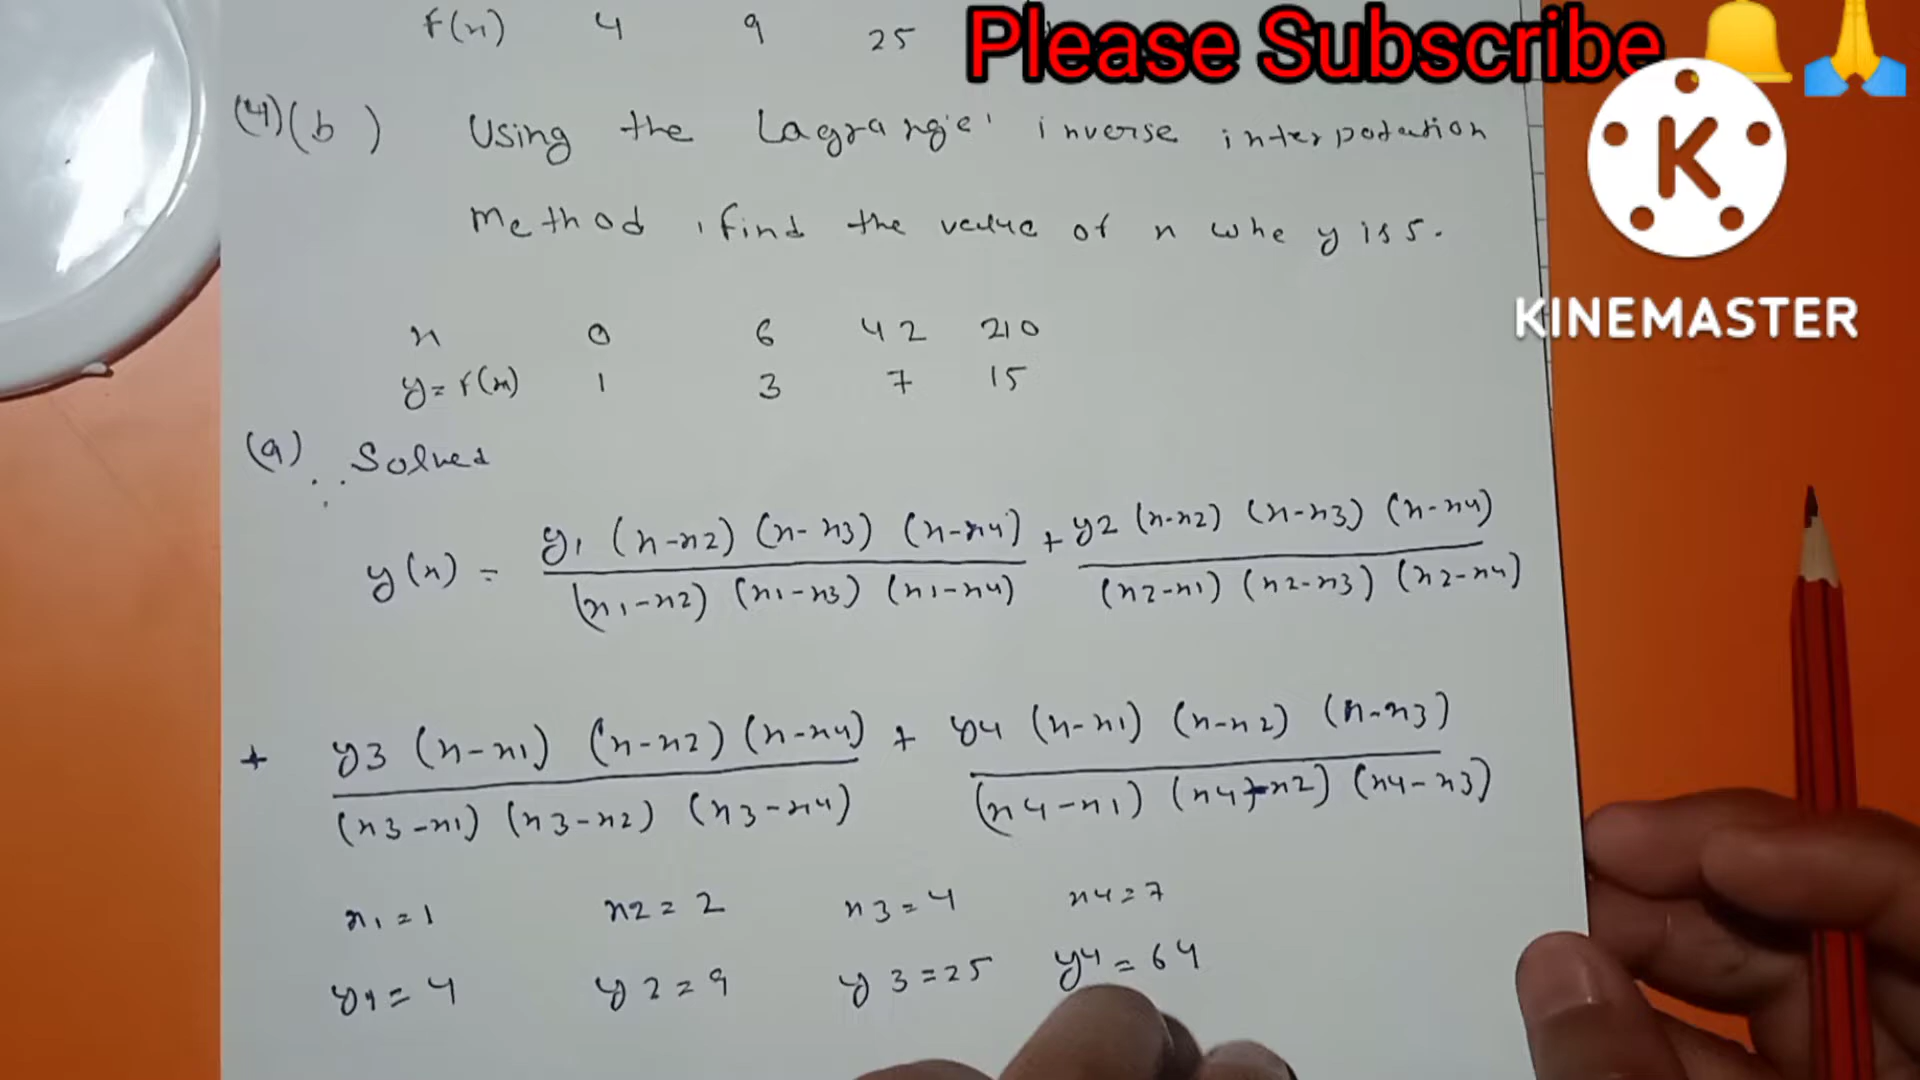 f(x) 4 9 25
Please Subscribe 🔔🙏
(4)(b) Using the Lagrange' inverse interpotation
Method, find the value of x whe y is 5.
K
KINEMASTER
x 0 6 42 210
y=f(x) 1 3 7 15
(a) Solved
y(x) = y1 (x-x2) (x-x3) (x-x4) / (x1-x2) (x1-x3) (x1-x4) + y2 (x-x2) (x-x3) (x-x4) / (x2-x1) (x2-x3) (x2-x4)
+ y3 (x-x1) (x-x2) (x-x4) / (x3-x1) (x3-x2) (x3-x4) + y4 (x-x1) (x-x2) (x-x3) / (x4-x1) (x4-x2) (x4-x3)
x1=1 x2=2 x3=4 x4=7
y1=4 y2=9 y3=25 y4=64